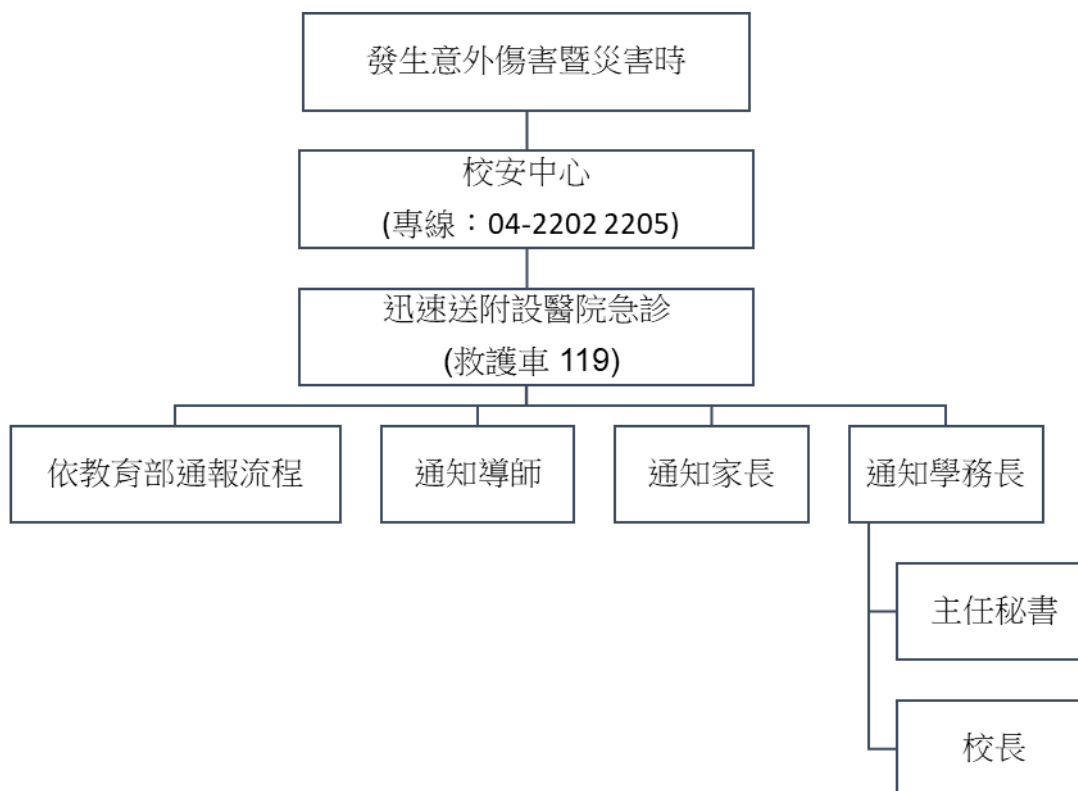 發生意外傷害暨災害時
校安中心
(專線：04-2202 2205)
迅速送附設醫院急診
(救護車 119)
依教育部通報流程
通知導師
通知家長
通知學務長
主任秘書
校長